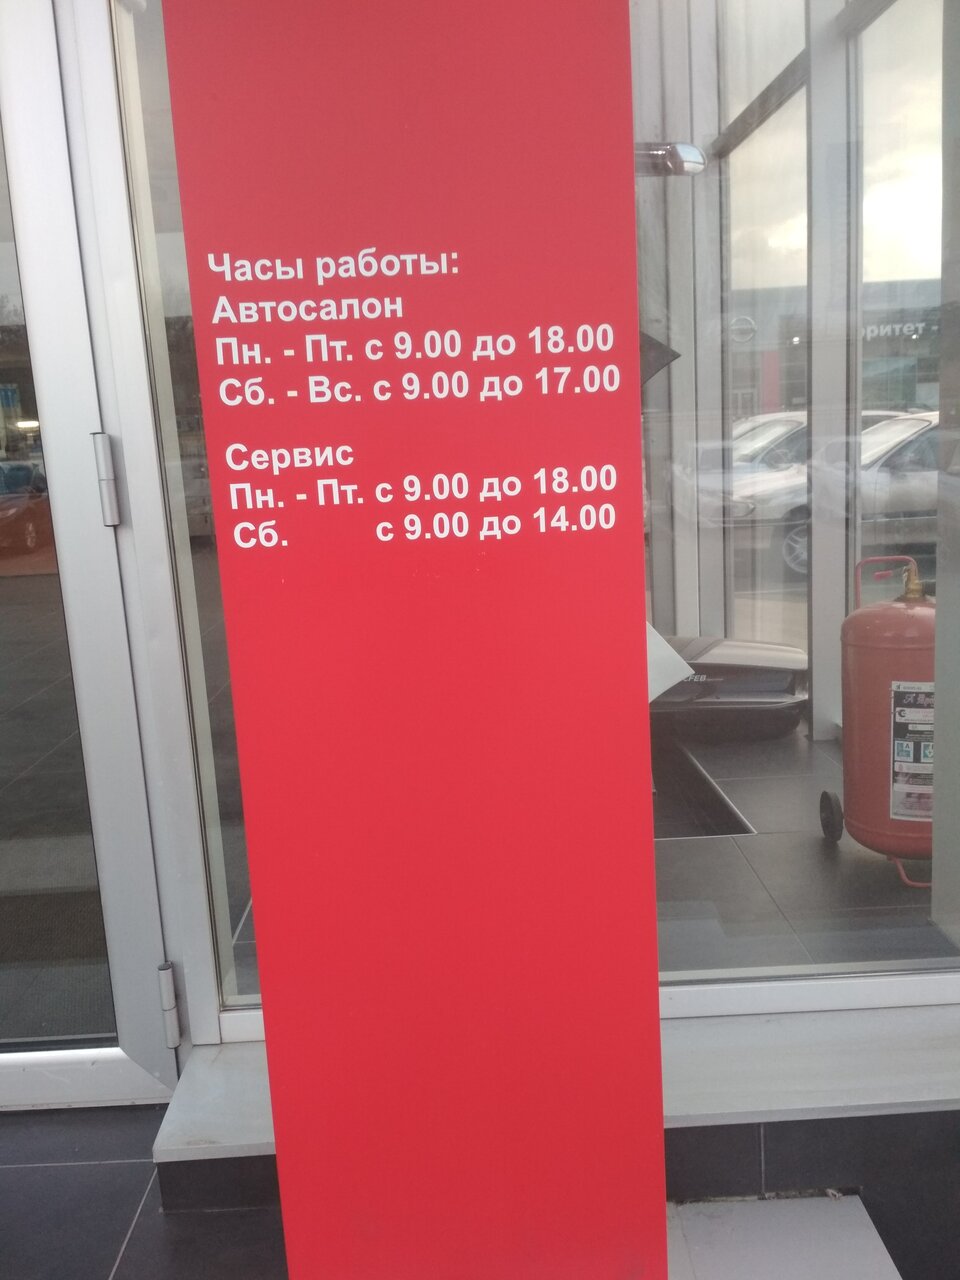 Часы работы:
Автосалон
Пн. - Пт. с 9.00 до 18.00
Сб. - Вс. с 9.00 до 17.00
Сервис
Пн. - Пт. с 9.00 до 18.00
Сб. с 9.00 до 14.00